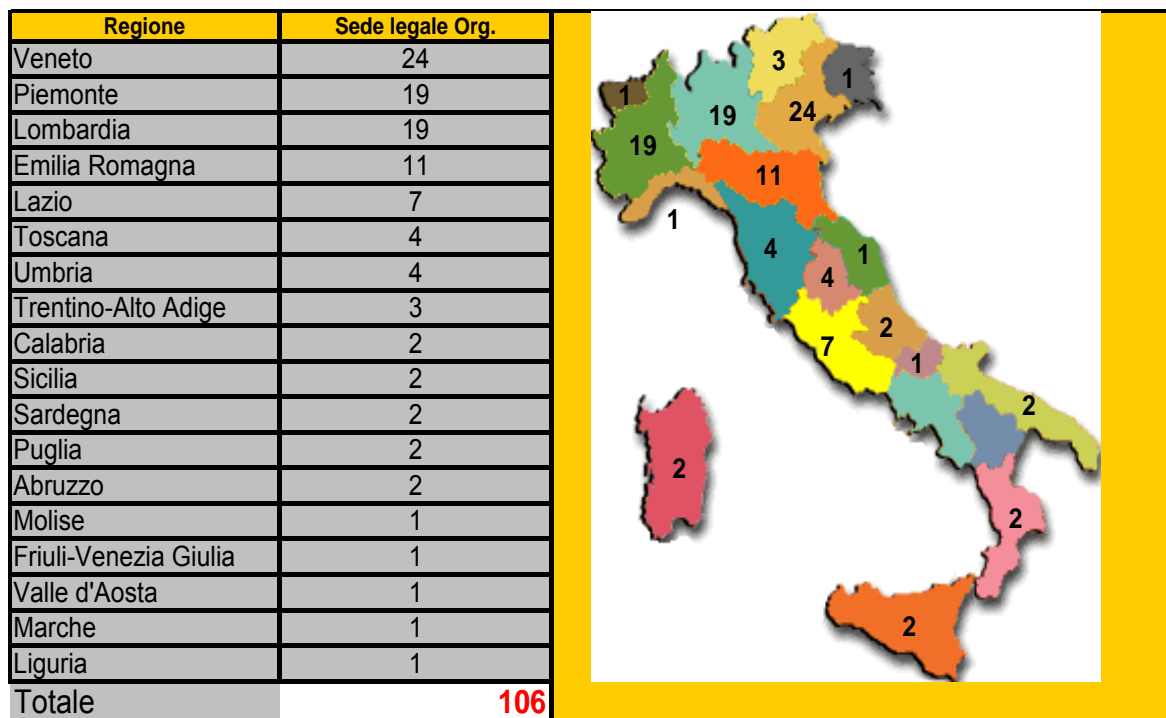 Regione Sede legale Org.
Veneto 24
Piemonte 19
Lombardia 19
Emilia Romagna 11
Lazio 7
Toscana 4
Umbria 4
Trentino-Alto Adige 3
Calabria 2
Sicilia 2
Sardegna 2
Puglia 2
Abruzzo 2
Molise 1
Friuli-Venezia Giulia 1
Valle d'Aosta 1
Marche 1
Liguria 1
Totale 106
3
1
1
24
19
19
11
1
4
1
4
2
7
1
2
2
2
2